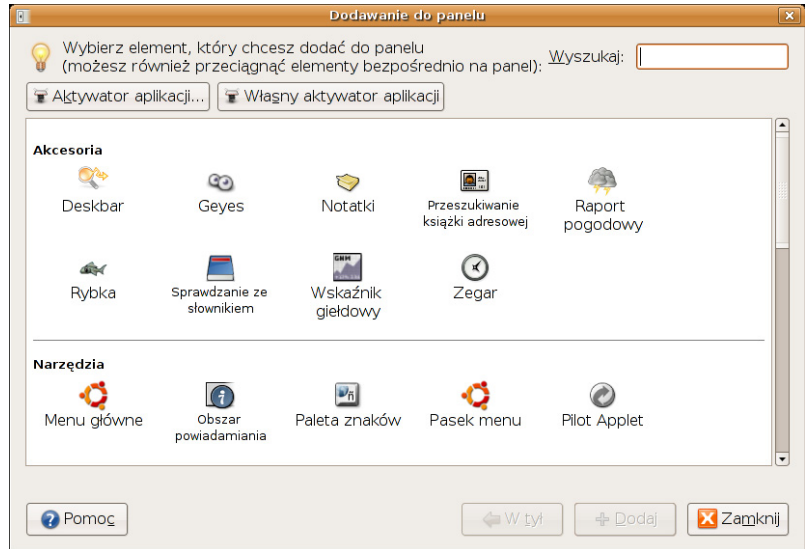 Dodawanie do panelu
Wybierz element, który chcesz dodać do panelu
(możesz również przeciągnąć elementy bezpośrednio na panel):
Wyszukaj:
Aktywator aplikacji...
Własny aktywator aplikacji
Akcesoria
Deskbar
Geyes
Notatki
Przeszukiwanie
książki adresowej
Raport
pogodowy
Rybka
Sprawdzanie ze
słownikiem
Wskaźnik
giełdowy
Zegar
Narzędzia
Menu główne
Obszar
powiadamiania
Paleta znaków
Pasek menu
Pilot Applet
Pomoc
W tył
Dodaj
Zamknij